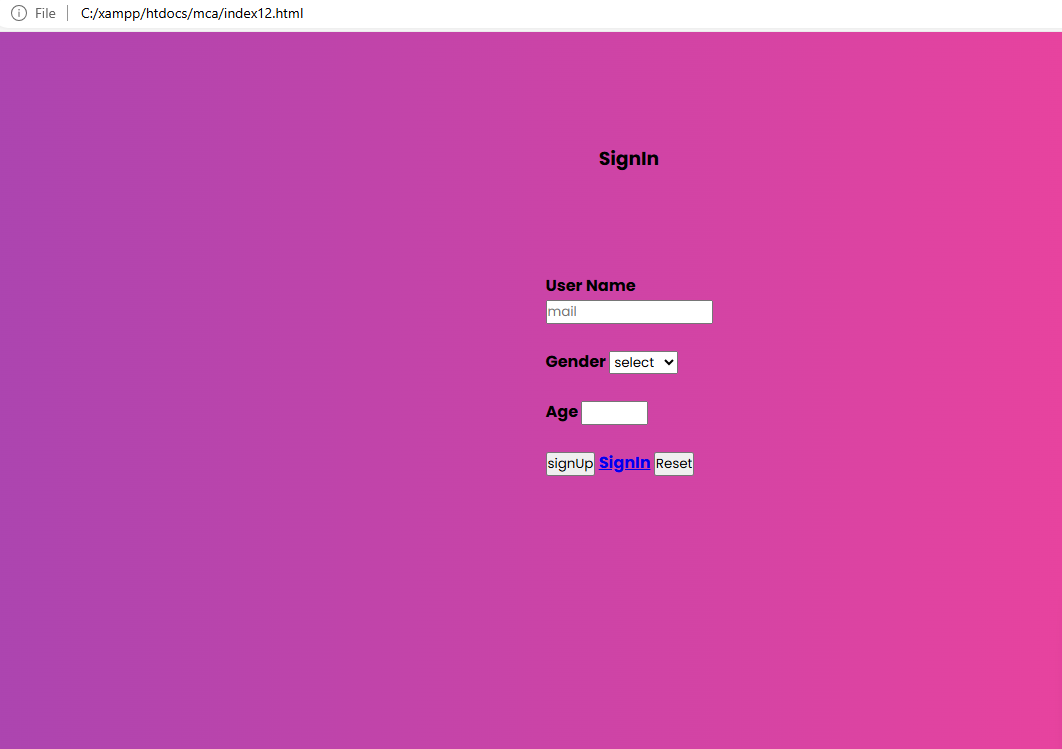 File C:/xampp/htdocs/mca/index12.html
SignIn
User Name
mail
Gender select
Age
signUp SignIn Reset